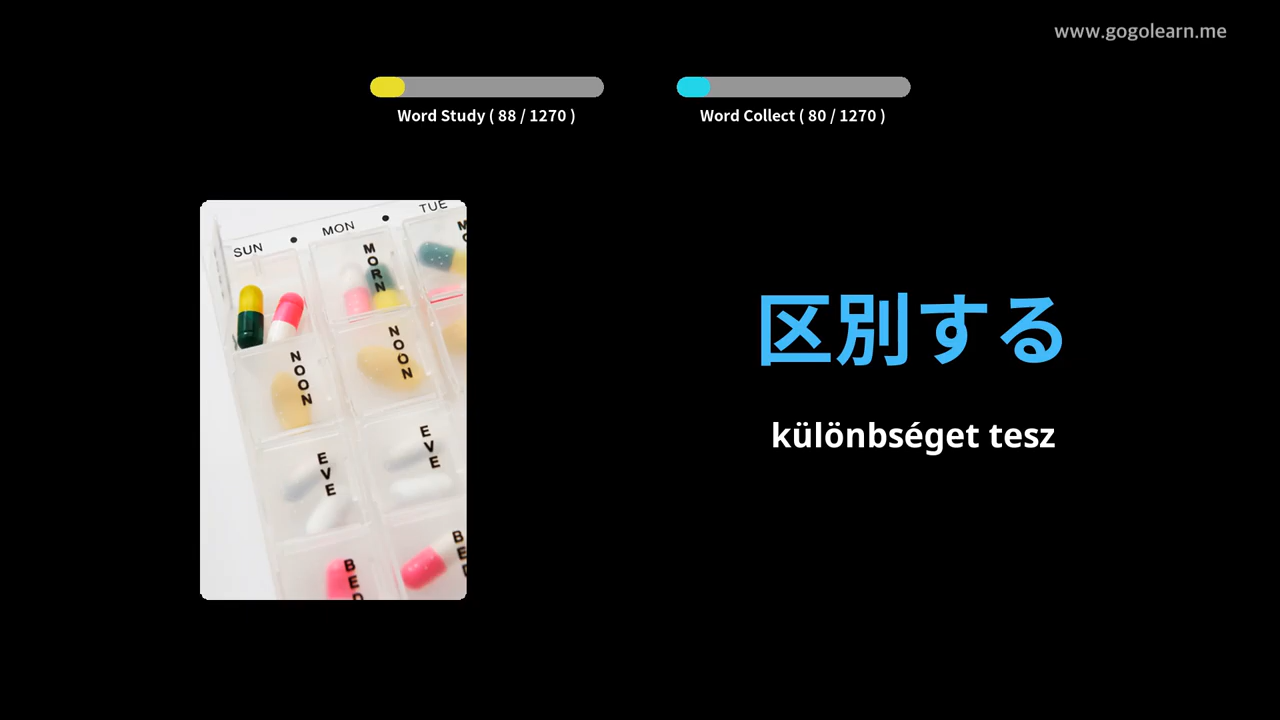 www.gogolearn.me
Word Study ( 88 / 1270 )
Word Collect ( 80 / 1270 )
SUN • MON • TUE
MORN
NOON
NOON
EVE
EVE
BED
区別する
különbséget tesz